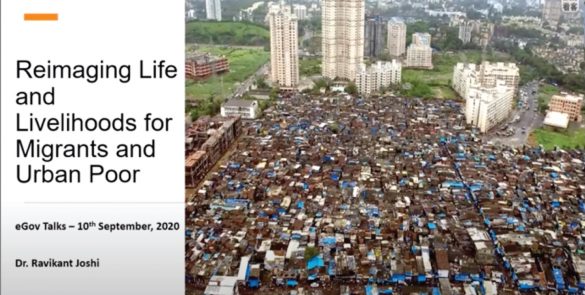 Reimaging Life
and
Livelihoods for
Migrants and
Urban Poor
eGov Talks – 10th September, 2020
Dr. Ravikant Joshi